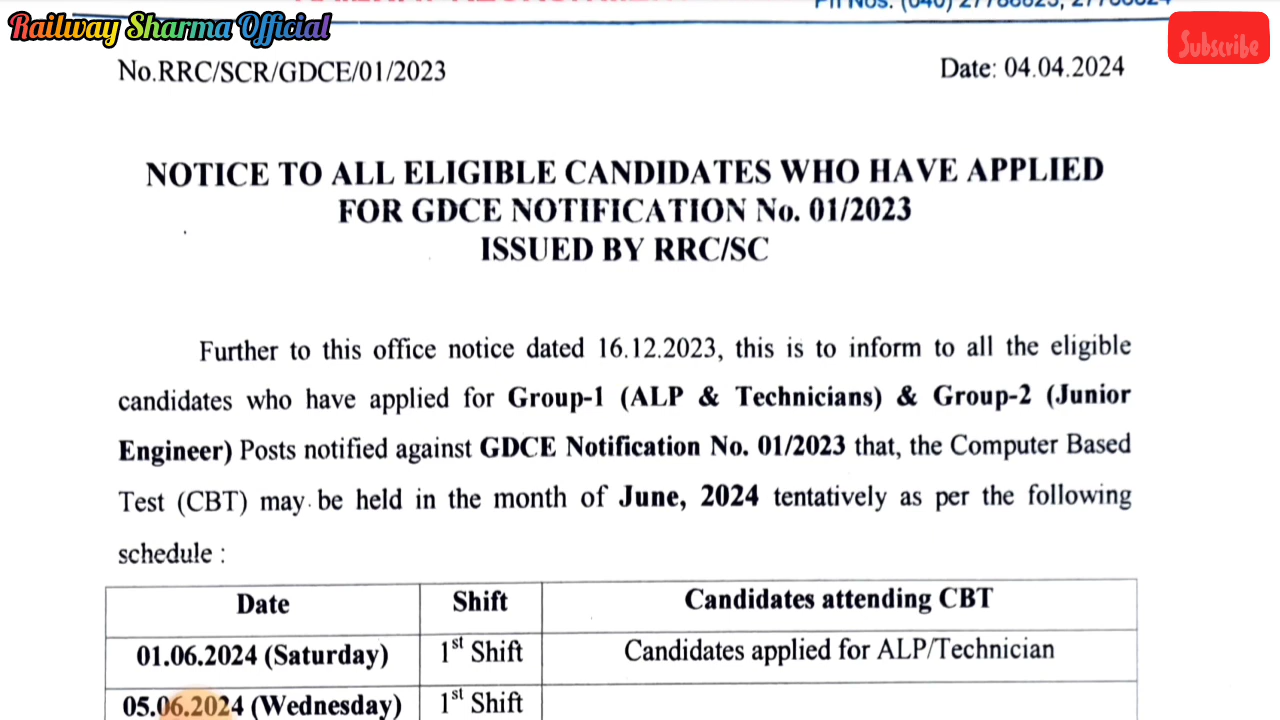 Railway Sharma Official
Subscribe
No.RRC/SCR/GDCE/01/2023
Date: 04.04.2024
NOTICE TO ALL ELIGIBLE CANDIDATES WHO HAVE APPLIED
FOR GDCE NOTIFICATION No. 01/2023
ISSUED BY RRC/SC
Further to this office notice dated 16.12.2023, this is to inform to all the eligible
candidates who have applied for Group-1 (ALP & Technicians) & Group-2 (Junior
Engineer) Posts notified against GDCE Notification No. 01/2023 that, the Computer Based
Test (CBT) may be held in the month of June, 2024 tentatively as per the following
schedule :
Date Shift Candidates attending CBT
01.06.2024 (Saturday) 1st Shift Candidates applied for ALP/Technician
05.06.2024 (Wednesday) 1st Shift